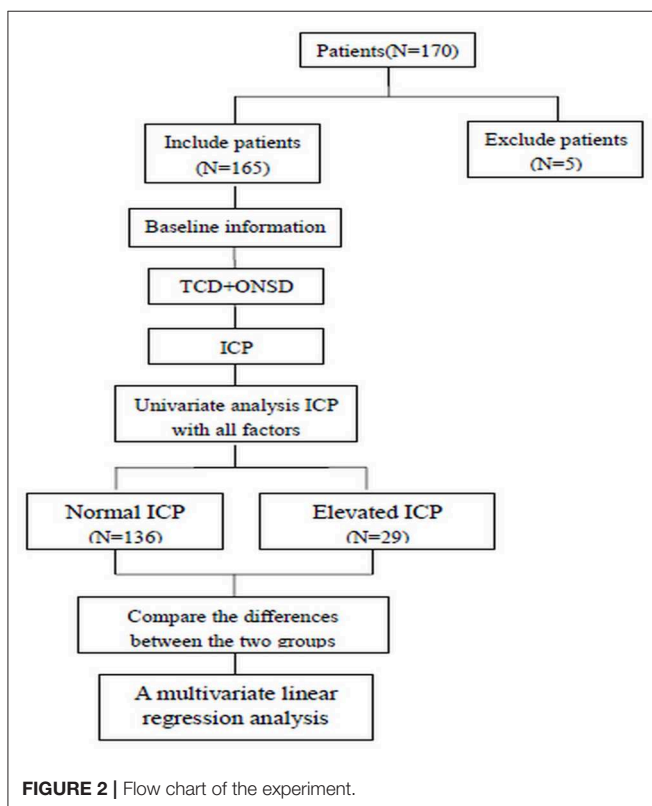 Patients(N=170)
Include patients
(N=165)
Exclude patients
(N=5)
Baseline information
TCD+ONSD
ICP
Univariate analysis ICP
with all factors
Normal ICP
(N=136)
Elevated ICP
(N=29)
Compare the differences
between the two groups
A multivariate linear
regression analysis
FIGURE 2 | Flow chart of the experiment.